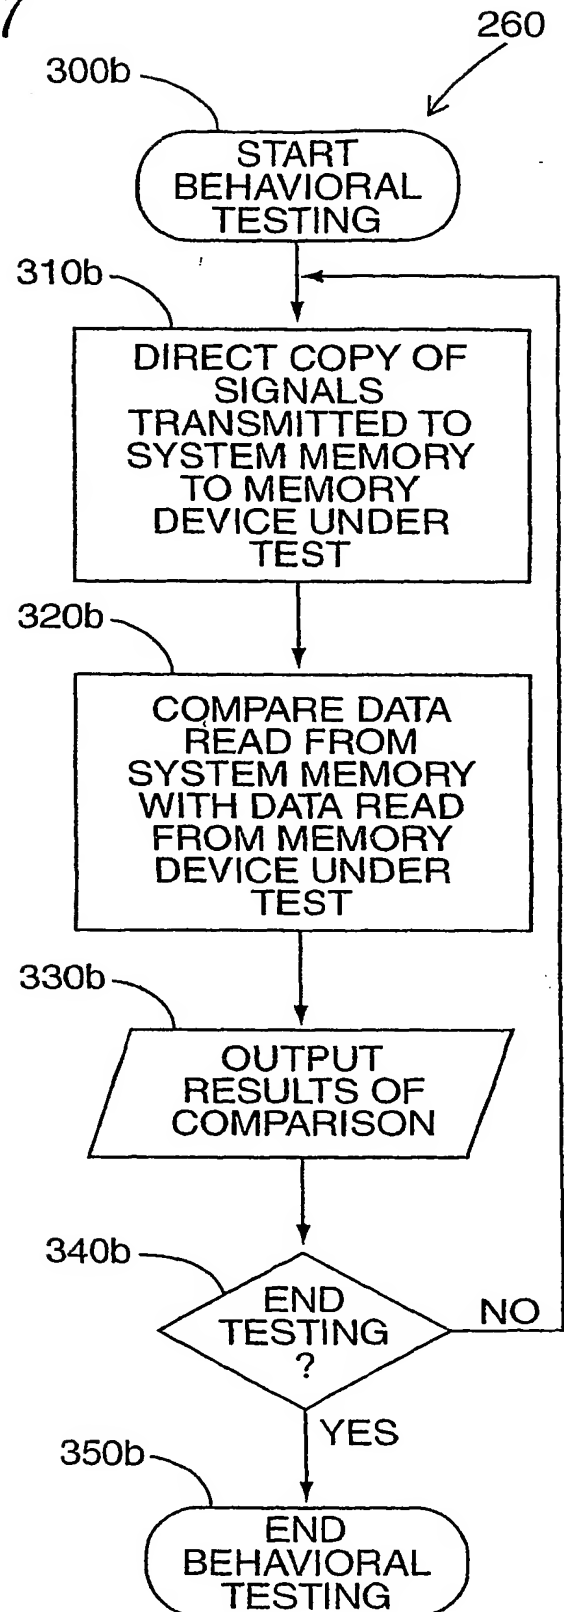 7
260
300b
START
BEHAVIORAL
TESTING
310b
DIRECT COPY OF
SIGNALS
TRANSMITTED TO
SYSTEM MEMORY
TO MEMORY
DEVICE UNDER
TEST
320b
COMPARE DATA
READ FROM
SYSTEM MEMORY
WITH DATA READ
FROM MEMORY
DEVICE UNDER
TEST
330b
OUTPUT
RESULTS OF
COMPARISON
340b
END
TESTING
?
NO
YES
350b
END
BEHAVIORAL
TESTING